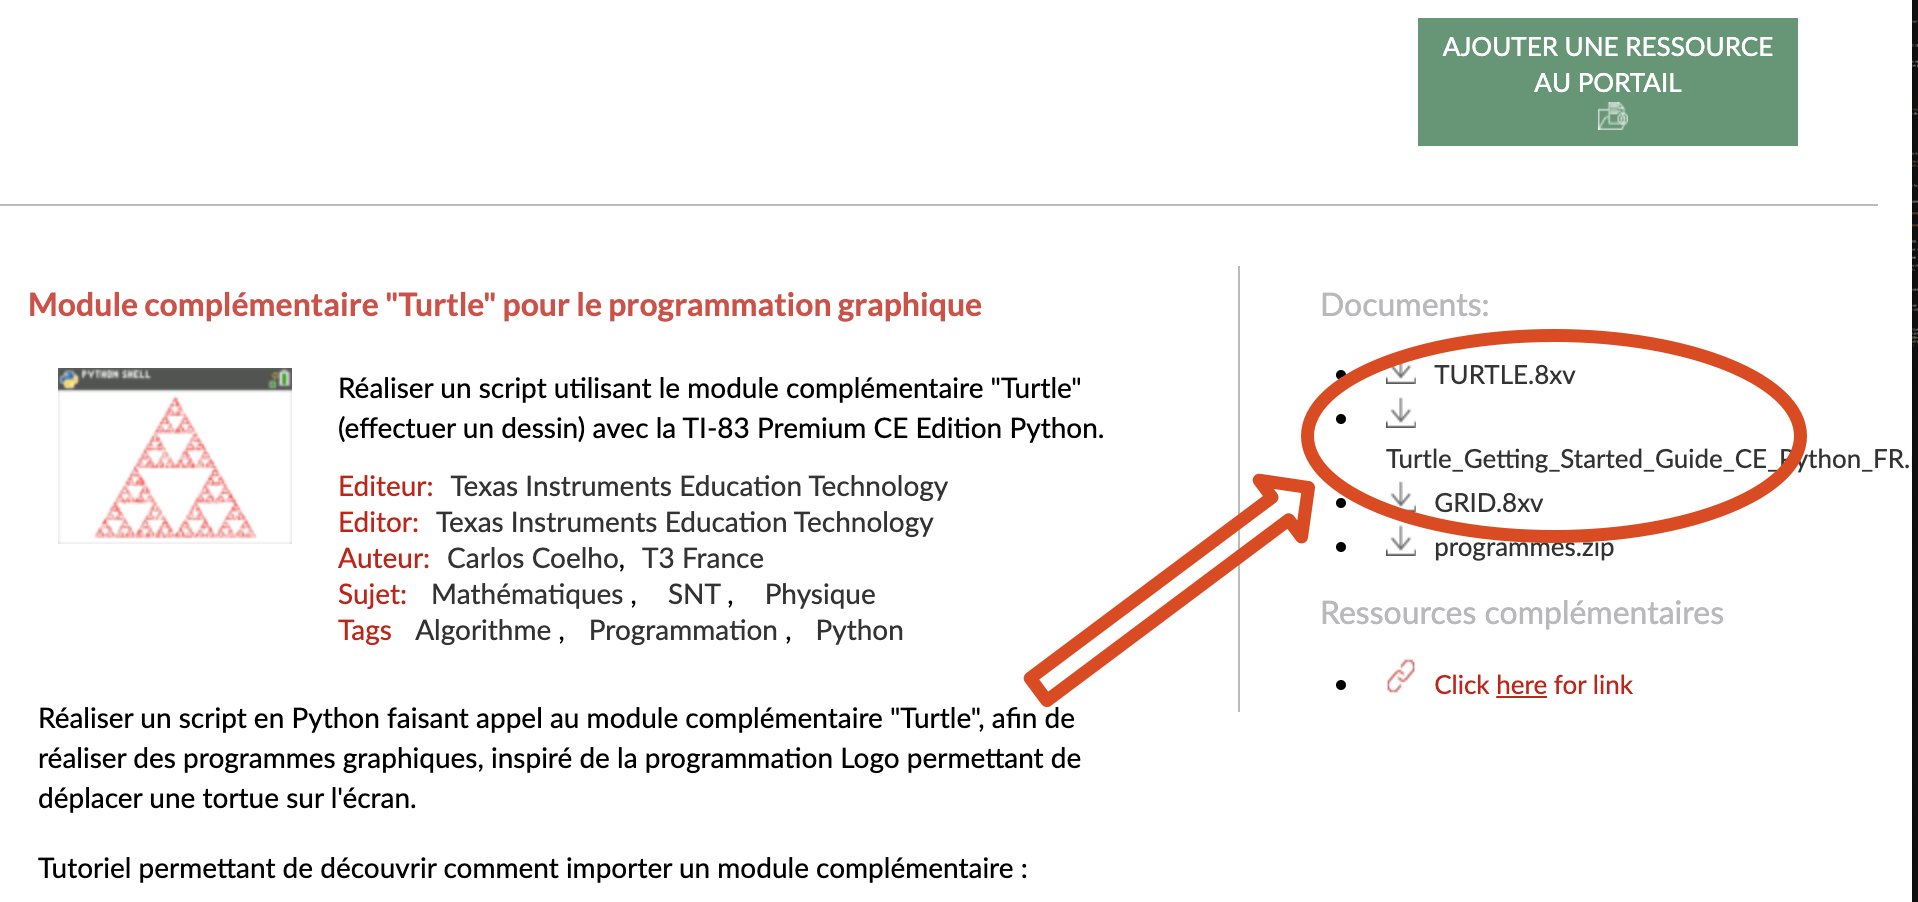 AJOUTER UNE RESSOURCE
AU PORTAIL
Module complémentaire "Turtle" pour le programmation graphique
PYTHON SHELL
Réaliser un script utilisant le module complémentaire "Turtle"
(effectuer un dessin) avec la TI-83 Premium CE Edition Python.
Editeur: Texas Instruments Education Technology
Editor: Texas Instruments Education Technology
Auteur: Carlos Coelho, T3 France
Sujet: Mathématiques , SNT , Physique
Tags Algorithme , Programmation , Python
Réaliser un script en Python faisant appel au module complémentaire "Turtle", afin de
réaliser des programmes graphiques, inspiré de la programmation Logo permettant de
déplacer une tortue sur l'écran.
Tutoriel permettant de découvrir comment importer un module complémentaire :
Documents:
TURTLE.8xv
Turtle_Getting_Started_Guide_CE_Python_FR.
GRID.8xv
programmes.zip
Ressources complémentaires
Click here for link